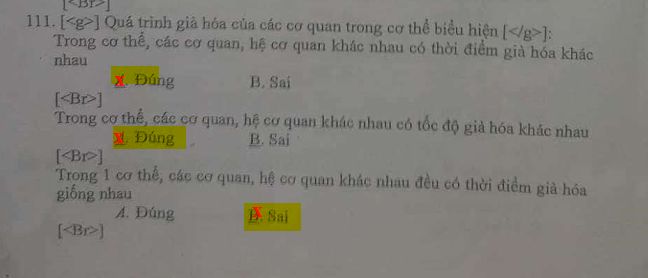 [<Br>]
111. [<g>] Quá trình già hóa của các cơ quan trong cơ thể biểu hiện [</g>]:
Trong cơ thể, các cơ quan, hệ cơ quan khác nhau có thời điểm già hóa khác
nhau
A. Đúng B. Sai
[<Br>]
Trong cơ thể, các cơ quan, hệ cơ quan khác nhau có tốc độ già hóa khác nhau
A. Đúng B. Sai
[<Br>]
Trong 1 cơ thể, các cơ quan, hệ cơ quan khác nhau đều có thời điểm già hóa
giống nhau
A. Đúng B. Sai
[<Br>]